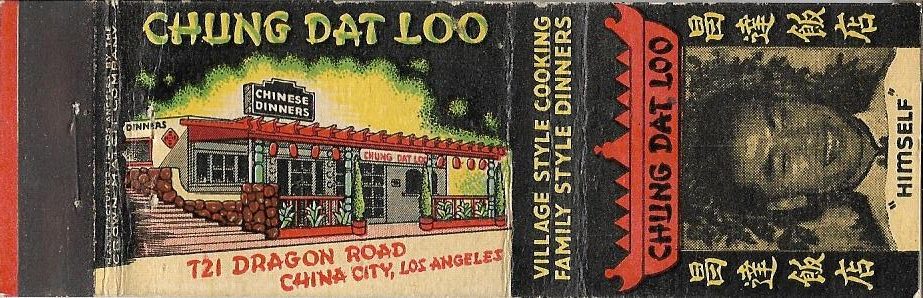 CHUNG DAT LOO
CHINESE
DINNERS
DINNERS
CHUNG DAT LOO
721 DRAGON ROAD
CHINA CITY, LOS ANGELES
VILLAGE STYLE COOKING
FAMILY STYLE DINNERS
CHUNG DAT LOO
昌達飯店
"HIMSELF"
昌達飯店